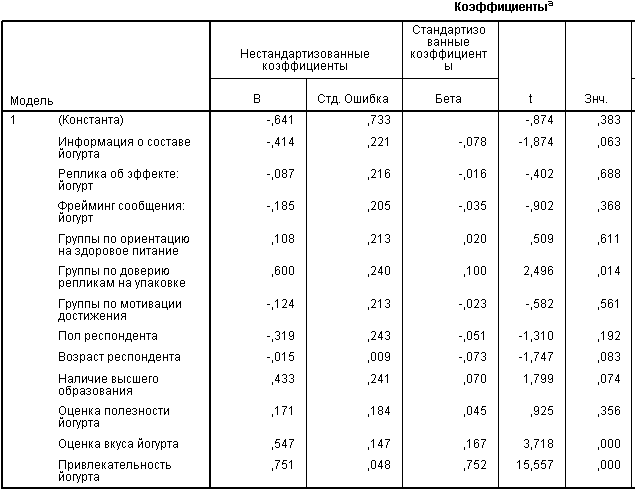 Коэффициентыª
Стандартизо
ванные
коэффициент
ы
Нестандартизованные
коэффициенты
Модель B Стд. Ошибка Бета t Знч.
1 (Константа) -,641 ,733 -,874 ,383
Информация о составе
йогурта -,414 ,221 -,078 -1,874 ,063
Реплика об эффекте:
йогурт -,087 ,216 -,016 -,402 ,688
Фрейминг сообщения:
йогурт -,185 ,205 -,035 -,902 ,368
Группы по ориентацию
на здоровое питание ,108 ,213 ,020 ,509 ,611
Группы по доверию
репликам на упаковке ,600 ,240 ,100 2,496 ,014
Группы по мотивации
достижения -,124 ,213 -,023 -,582 ,561
Пол респондента -,319 ,243 -,051 -1,310 ,192
Возраст респондента -,015 ,009 -,073 -1,747 ,083
Наличие высшего
образования ,433 ,241 ,070 1,799 ,074
Оценка полезности
йогурта ,171 ,184 ,045 ,925 ,356
Оценка вкуса йогурта ,547 ,147 ,167 3,718 ,000
Привлекательность
йогурта ,751 ,048 ,752 15,557 ,000